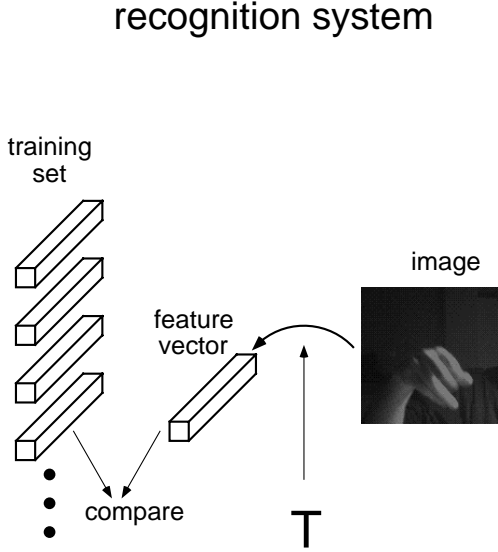 recognition system
training
set
image
feature
vector
compare
T